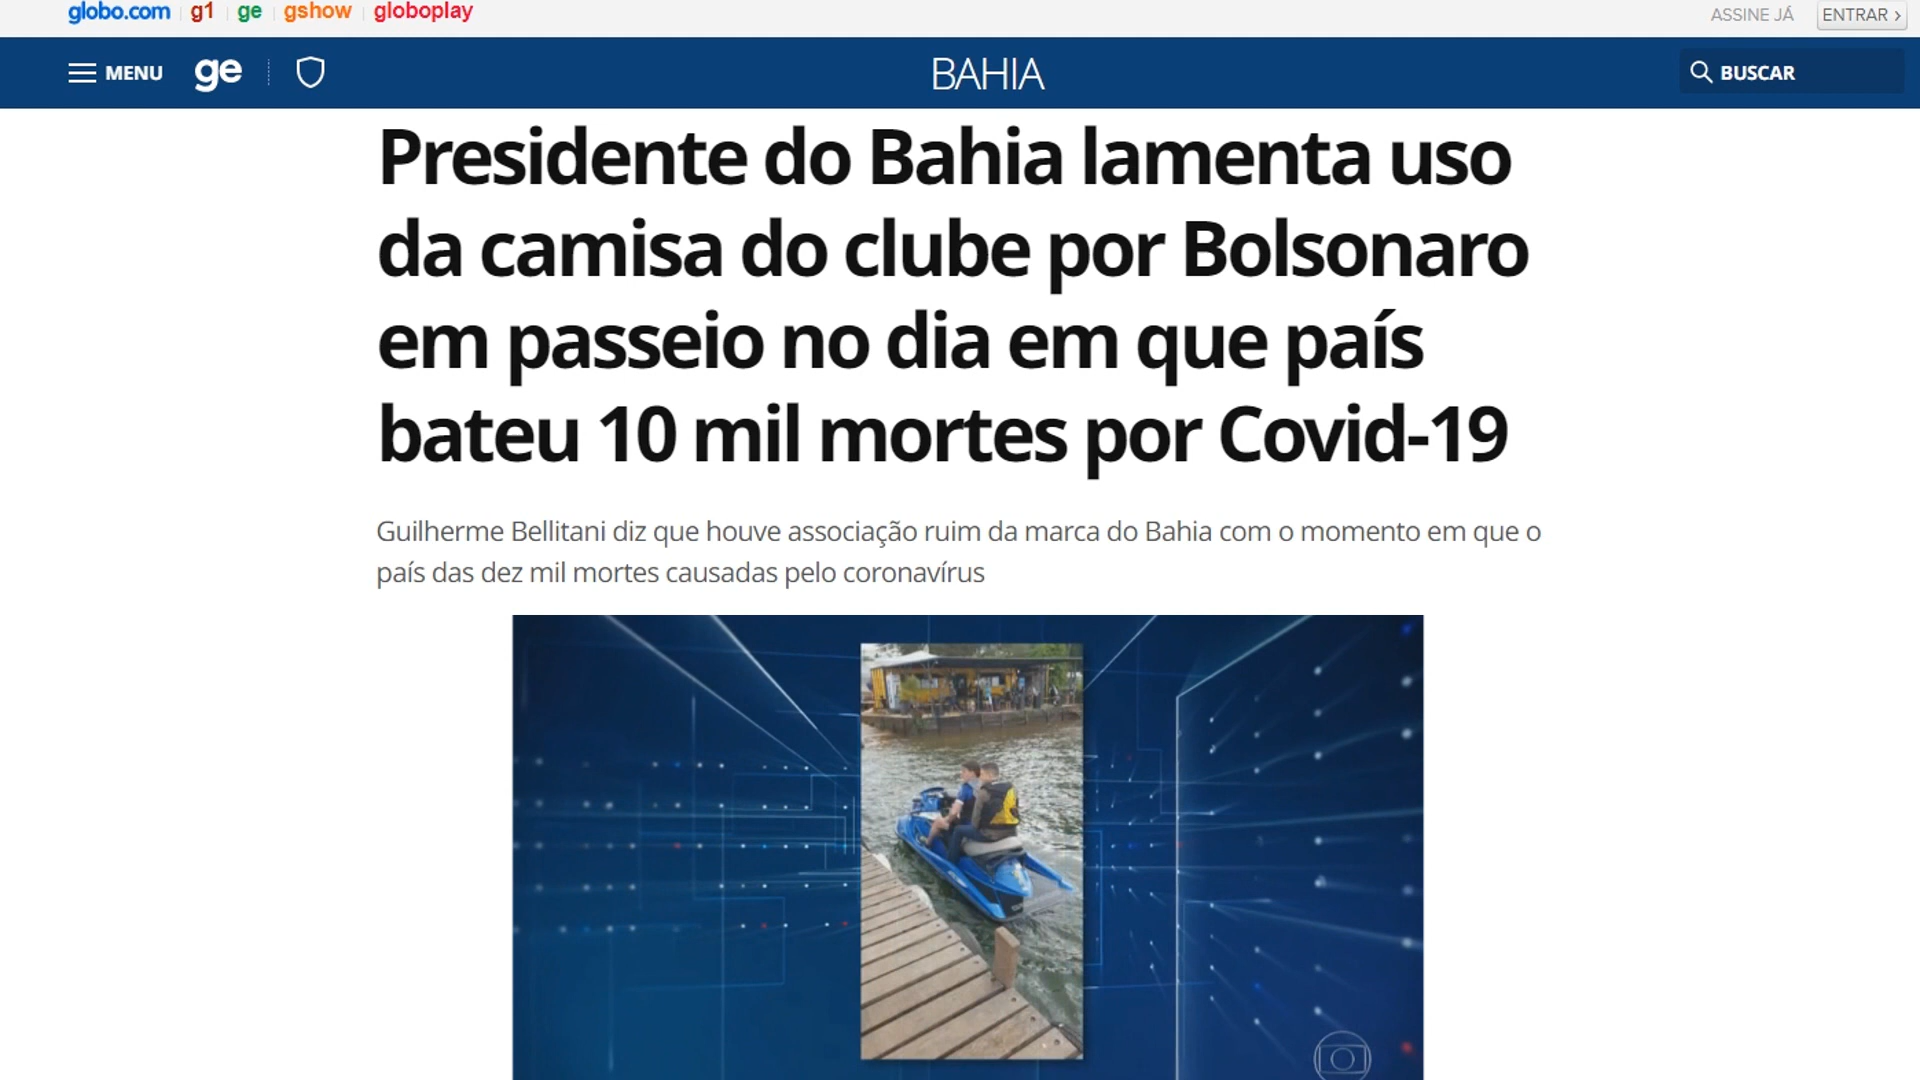 globo.com g1 ge gshow globoplay ASSINE JÁ ENTRAR ›
MENU ge BAHIA BUSCAR
Presidente do Bahia lamenta uso
da camisa do clube por Bolsonaro
em passeio no dia em que país
bateu 10 mil mortes por Covid-19
Guilherme Bellitani diz que houve associação ruim da marca do Bahia com o momento em que o
país das dez mil mortes causadas pelo coronavírus